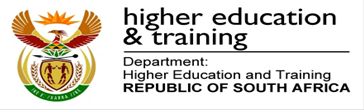 higher education
& training
Department:
Higher Education and Training
REPUBLIC OF SOUTH AFRICA